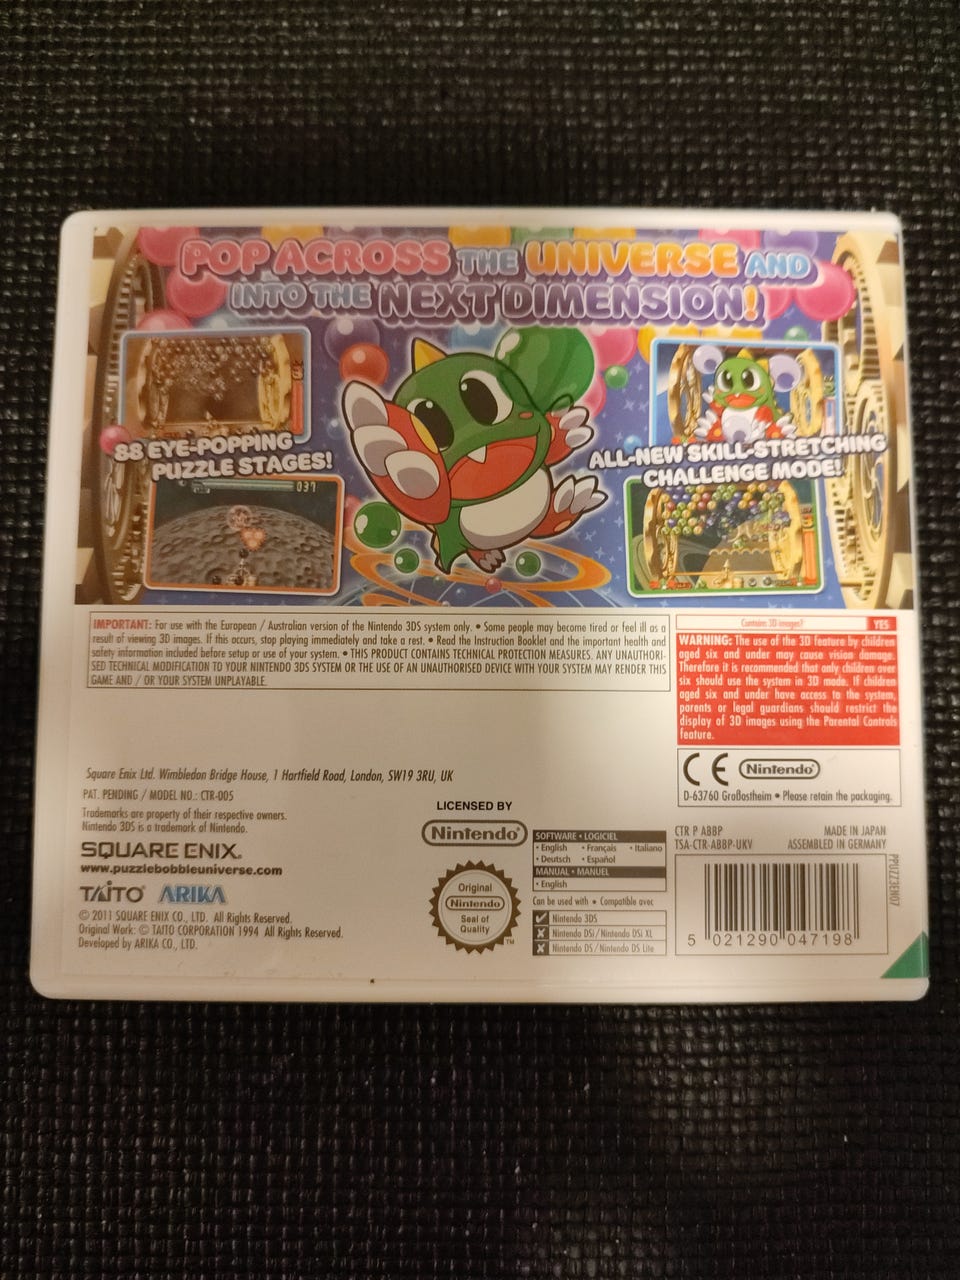 POP ACROSS THE UNIVERSE AND
INTO THE NEXT DIMENSION!
88 EYE-POPPING
PUZZLE STAGES!
ALL-NEW SKILL-STRETCHING
CHALLENGE MODE!
037
IMPORTANT: For use with the European / Australian version of the Nintendo 3DS system only. • Some people may become tired or feel ill as a
result of viewing 3D images. If this occurs, stop playing immediately and take a rest. • Read the Instruction Booklet and the important health and
safety information included before setup or use of your system. • THIS PRODUCT CONTAINS TECHNICAL PROTECTION MEASURES. ANY UNAUTHORI-
SED TECHNICAL MODIFICATION TO YOUR NINTENDO 3DS SYSTEM OR THE USE OF AN UNAUTHORISED DEVICE WITH YOUR SYSTEM MAY RENDER THIS
GAME AND / OR YOUR SYSTEM UNPLAYABLE.
Contains 3D images? YES
WARNING: The use of the 3D feature by children
aged six and under may cause vision damage.
Therefore it is recommended that only children over
six should use the system in 3D mode. If children
aged six and under have access to the system,
parents or legal guardians should restrict the
display of 3D images using the Parental Controls
feature.
CE Nintendo
D-63760 Großostheim • Please retain the packaging.
Square Enix Ltd. Wimbledon Bridge House, 1 Hartfield Road, London, SW19 3RU, UK
PAT. PENDING / MODEL NO.: CTR-005
Trademarks are property of their respective owners.
Nintendo 3DS is a trademark of Nintendo.
SQUARE ENIX.
www.puzzlebobbleuniverse.com
TAITO ARIKA
© 2011 SQUARE ENIX CO., LTD. All Rights Reserved.
Original Work: © TAITO CORPORATION 1994 All Rights Reserved.
Developed by ARIKA CO., LTD.
LICENSED BY
Nintendo
Original
Nintendo
Seal of
Quality
TM
SOFTWARE • LOGICIEL
• English • Français • Italiano
• Deutsch • Español
MANUAL • MANUEL
• English
Can be used with • Compatible avec
Nintendo 3DS
Nintendo DSi / Nintendo DSi XL
Nintendo DS / Nintendo DS Lite
CTR P ABBP MADE IN JAPAN
TSA-CTR-ABBP-UKV ASSEMBLED IN GERMANY
PPUZZ3EN07
5 021290 047198